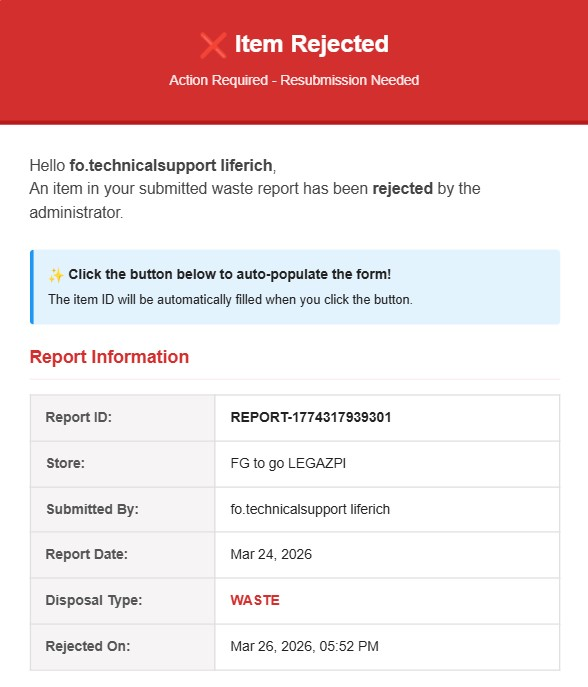 ❌ Item Rejected
Action Required - Resubmission Needed
Hello fo.technicalsupport liferich,
An item in your submitted waste report has been rejected by the
administrator.
✨ Click the button below to auto-populate the form!
The item ID will be automatically filled when you click the button.
Report Information
Report ID: REPORT-1774317939301
Store: FG to go LEGAZPI
Submitted By: fo.technicalsupport liferich
Report Date: Mar 24, 2026
Disposal Type: WASTE
Rejected On: Mar 26, 2026, 05:52 PM